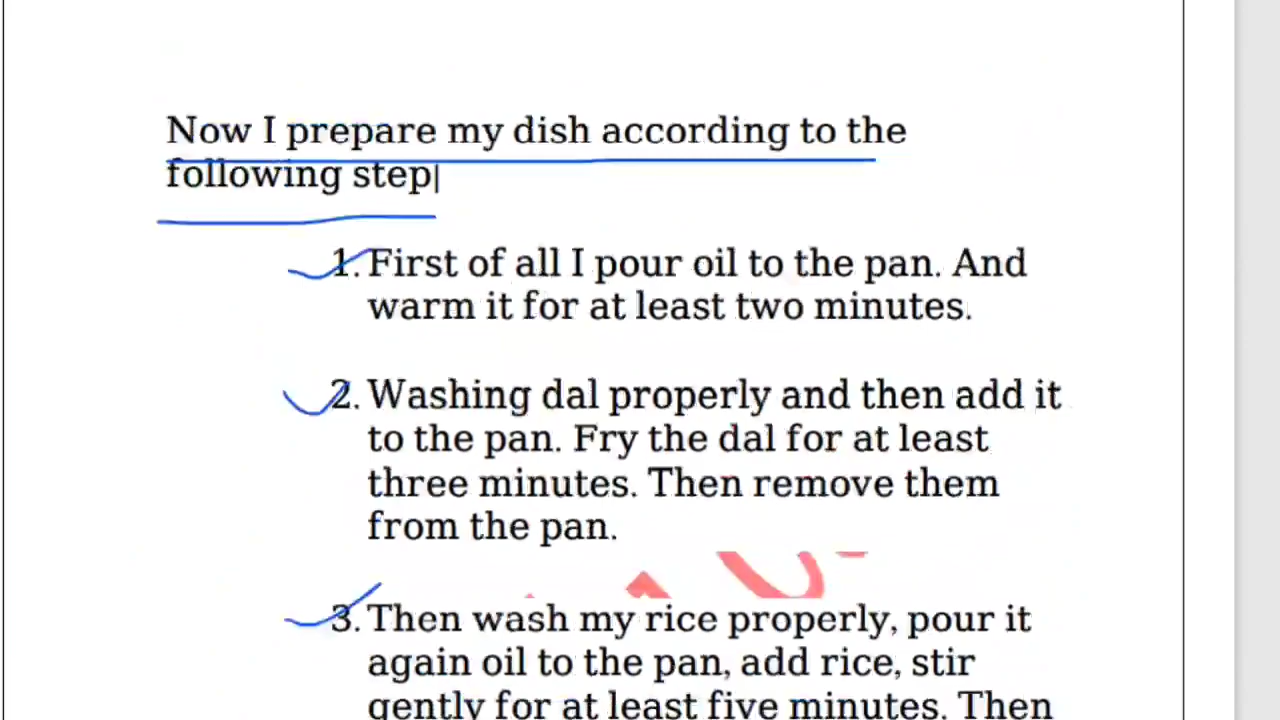 Now I prepare my dish according to the
following step|
1. First of all I pour oil to the pan. And
warm it for at least two minutes.
2. Washing dal properly and then add it
to the pan. Fry the dal for at least
three minutes. Then remove them
from the pan.
3. Then wash my rice properly, pour it
again oil to the pan, add rice, stir
gently for at least five minutes. Then